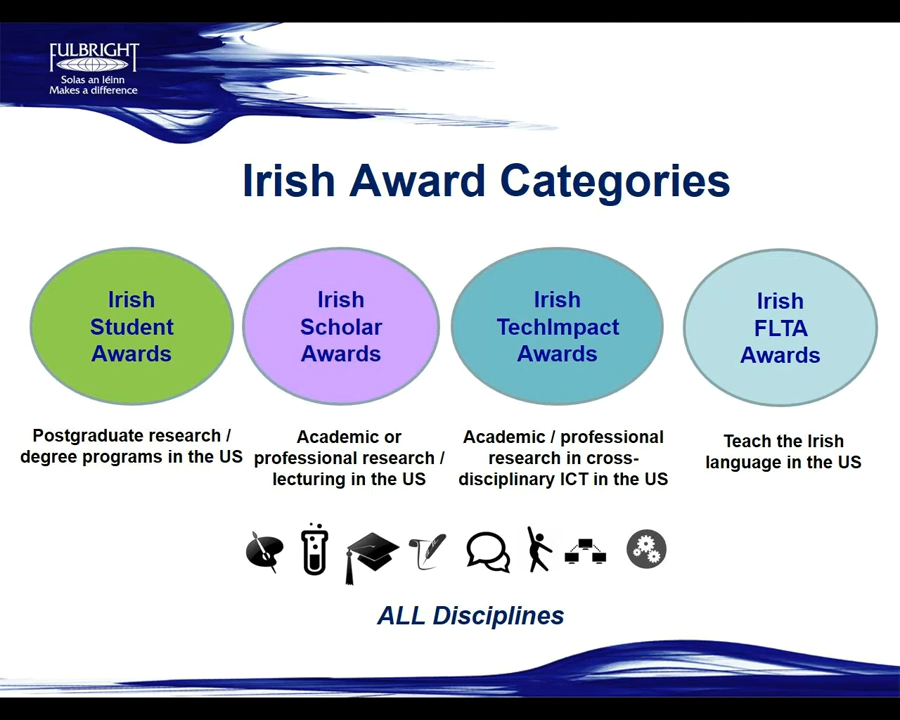 FULBRIGHT
Solas an léinn
Makes a difference
Irish Award Categories
Irish
Student
Awards
Irish
Scholar
Awards
Irish
TechImpact
Awards
Irish
FLTA
Awards
Postgraduate research /
degree programs in the US
Academic or
professional research /
lecturing in the US
Academic / professional
research in cross-
disciplinary ICT in the US
Teach the Irish
language in the US
ALL Disciplines